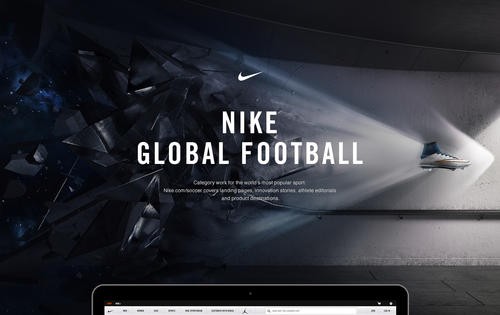 NIKE
GLOBAL FOOTBALL
Category work for the world's most popular sport.
Nike.com/soccer covers landing pages, innovation stories, athlete editorials
and product destinations.